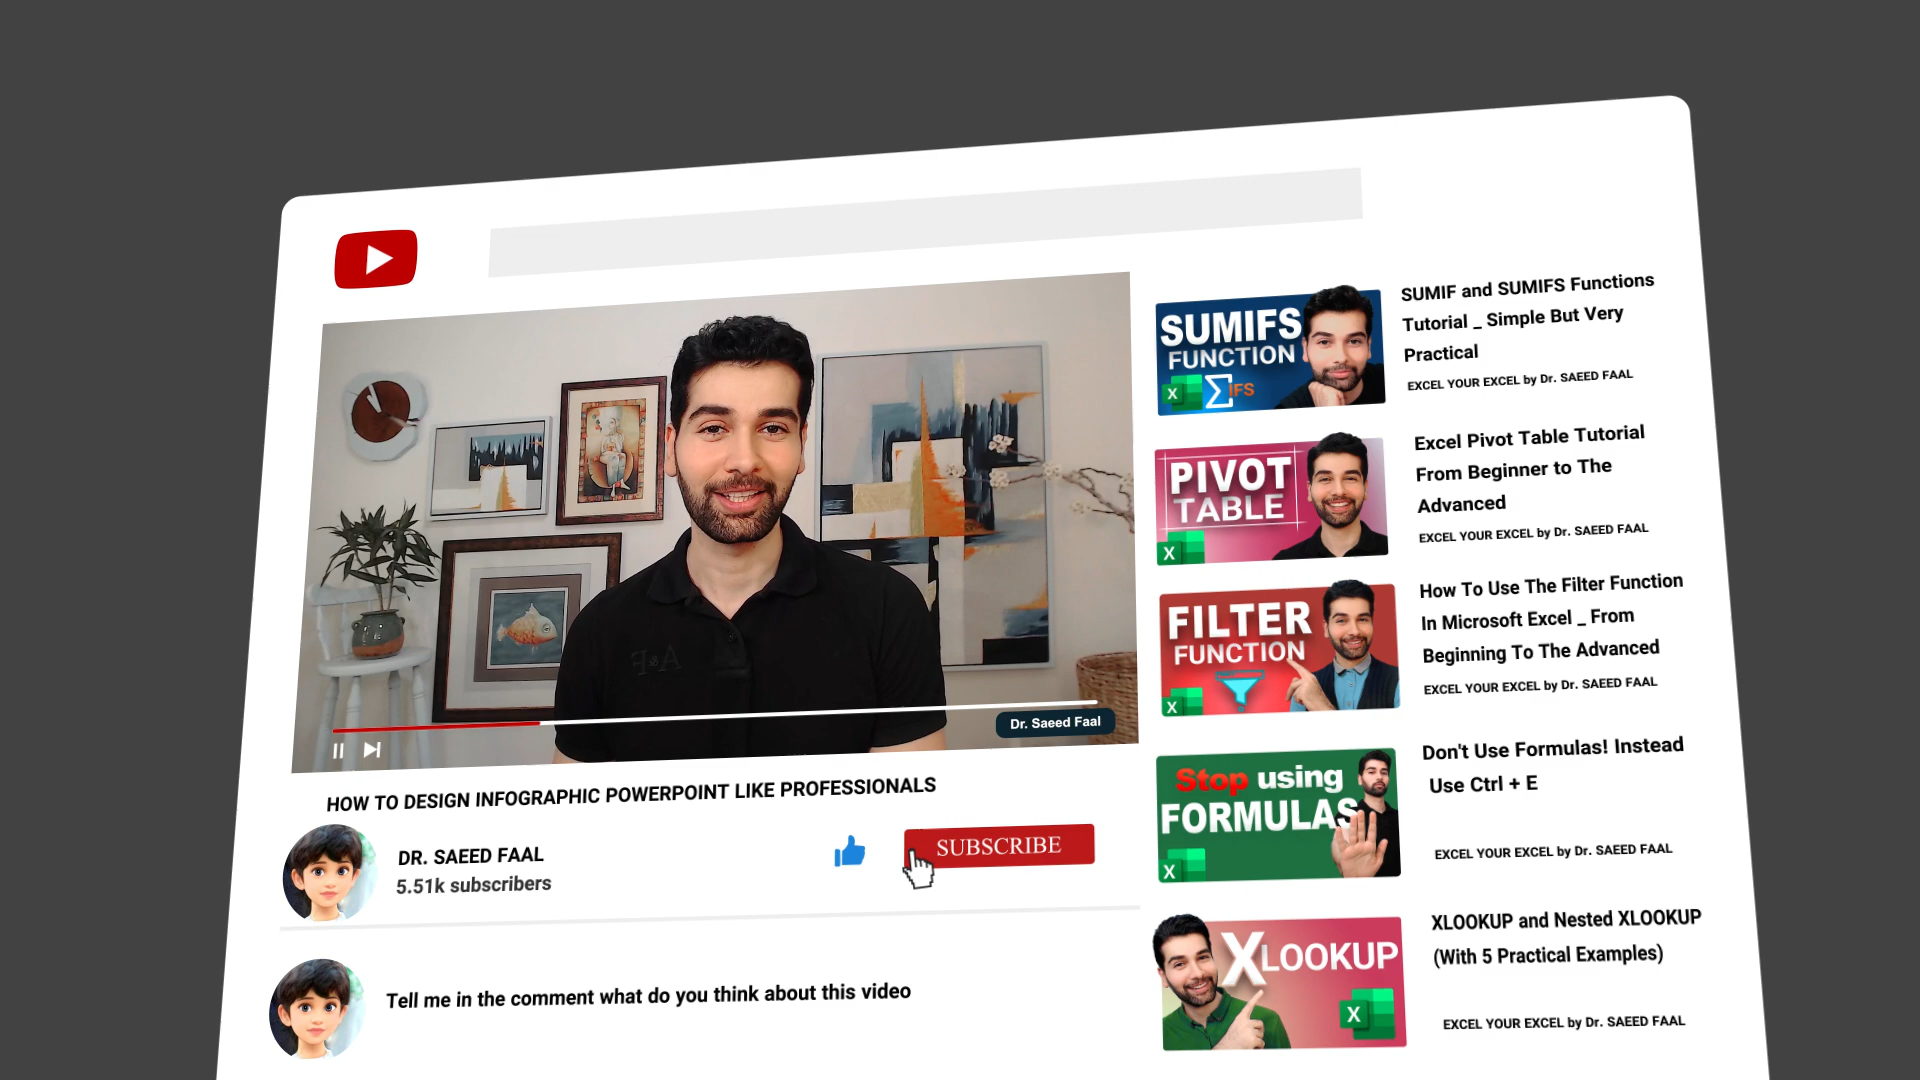 Dr. Saeed Faal
HOW TO DESIGN INFOGRAPHIC POWERPOINT LIKE PROFESSIONALS
DR. SAEED FAAL
5.51k subscribers
SUBSCRIBE
Tell me in the comment what do you think about this video
SUMIFS
FUNCTION
X
ΣIFS
SUMIF and SUMIFS Functions
Tutorial _ Simple But Very
Practical
EXCEL YOUR EXCEL by Dr. SAEED FAAL
PIVOT
TABLE
X
Excel Pivot Table Tutorial
From Beginner to The
Advanced
EXCEL YOUR EXCEL by Dr. SAEED FAAL
FILTER
FUNCTION
X
How To Use The Filter Function
In Microsoft Excel _ From
Beginning To The Advanced
EXCEL YOUR EXCEL by Dr. SAEED FAAL
Stop using
FORMULAS
X
Don't Use Formulas! Instead
Use Ctrl + E
EXCEL YOUR EXCEL by Dr. SAEED FAAL
XLOOKUP
X
XLOOKUP and Nested XLOOKUP
(With 5 Practical Examples)
EXCEL YOUR EXCEL by Dr. SAEED FAAL